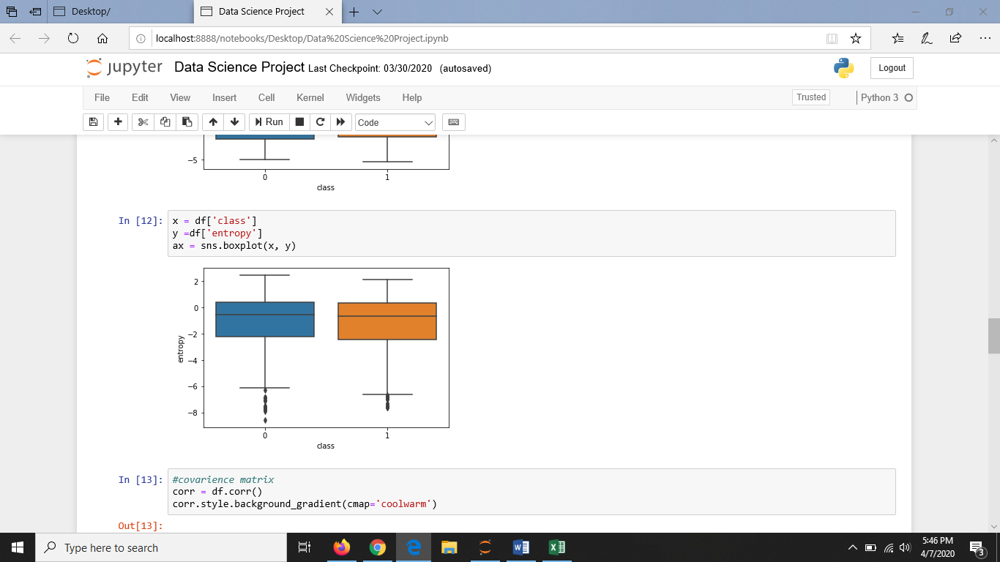 Desktop/
Data Science Project
localhost:8888/notebooks/Desktop/Data%20Science%20Project.ipynb
jupyter Data Science Project Last Checkpoint: 03/30/2020 (autosaved)
Logout
File Edit View Insert Cell Kernel Widgets Help
Trusted
Python 3
Run
Code
−5
0 1
class
In [12]:
x = df['class']
y =df['entropy']
ax = sns.boxplot(x, y)
2
0
−2
−4
−6
−8
entropy
0 1
class
In [13]:
#covarience matrix
corr = df.corr()
corr.style.background_gradient(cmap='coolwarm')
Out[13]:
Type here to search
5:46 PM
4/7/2020
3